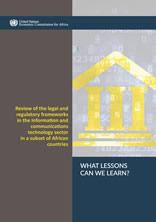 United Nations
Economic Commission for Africa
Review of the legal and
regulatory frameworks
in the information and
communications
technology sector
in a subset of African
countries
WHAT LESSONS
CAN WE LEARN?